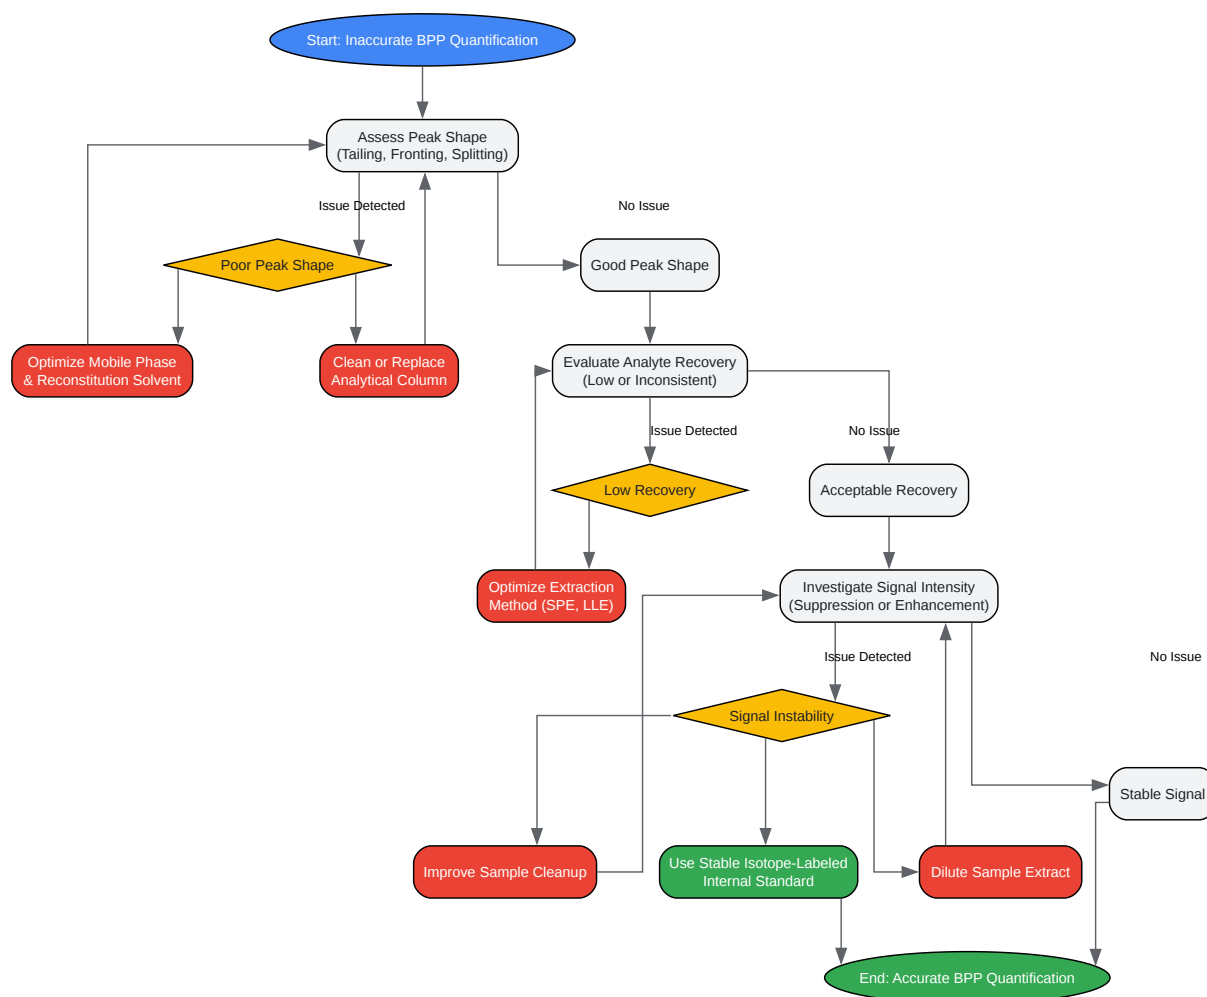 Start: Inaccurate BPP Quantification
Assess Peak Shape
(Tailing, Fronting, Splitting)
Issue Detected
No Issue
Poor Peak Shape
Good Peak Shape
Optimize Mobile Phase
& Reconstitution Solvent
Clean or Replace
Analytical Column
Evaluate Analyte Recovery
(Low or Inconsistent)
Issue Detected
No Issue
Low Recovery
Acceptable Recovery
Optimize Extraction
Method (SPE, LLE)
Investigate Signal Intensity
(Suppression or Enhancement)
Issue Detected
No Issue
Signal Instability
Stable Signal
Improve Sample Cleanup
Use Stable Isotope-Labeled
Internal Standard
Dilute Sample Extract
End: Accurate BPP Quantification